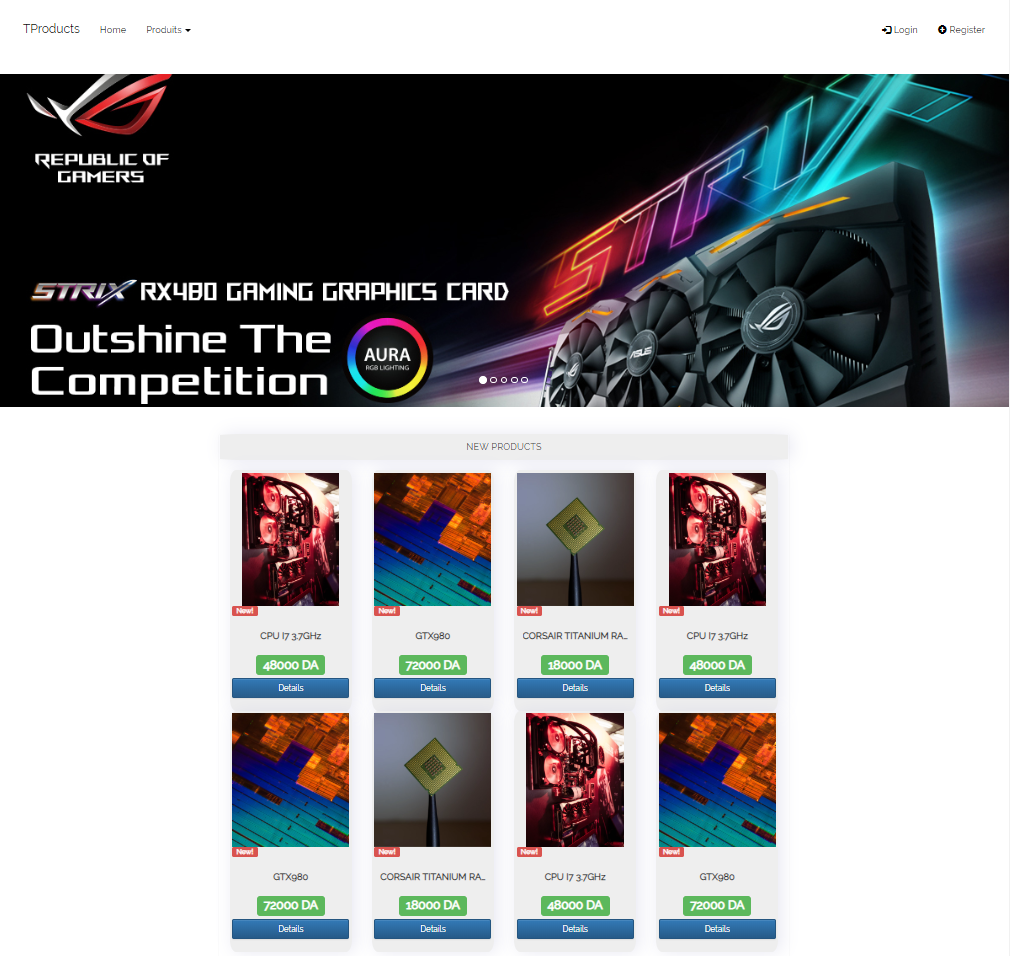 TProducts Home Produits Login Register
REPUBLIC OF
GAMERS
STRIX
STRIX RX480 GAMING GRAPHICS CARD
Outshine The
Competition
AURA
RGB LIGHTING
ASUS
NEW PRODUCTS
New! New! New! New!
CPU I7 3.7GHz GTX980 CORSAIR TITANIUM RA... CPU I7 3.7GHz
48000 DA 72000 DA 18000 DA 48000 DA
Details Details Details Details
New! New! New! New!
GTX980 CORSAIR TITANIUM RA... CPU I7 3.7GHz GTX980
72000 DA 18000 DA 48000 DA 72000 DA
Details Details Details Details